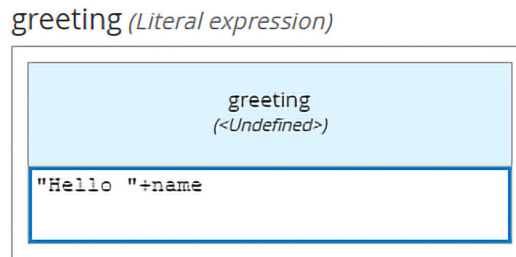 greeting (Literal expression)
greeting
(<Undefined>)
"Hello "+name